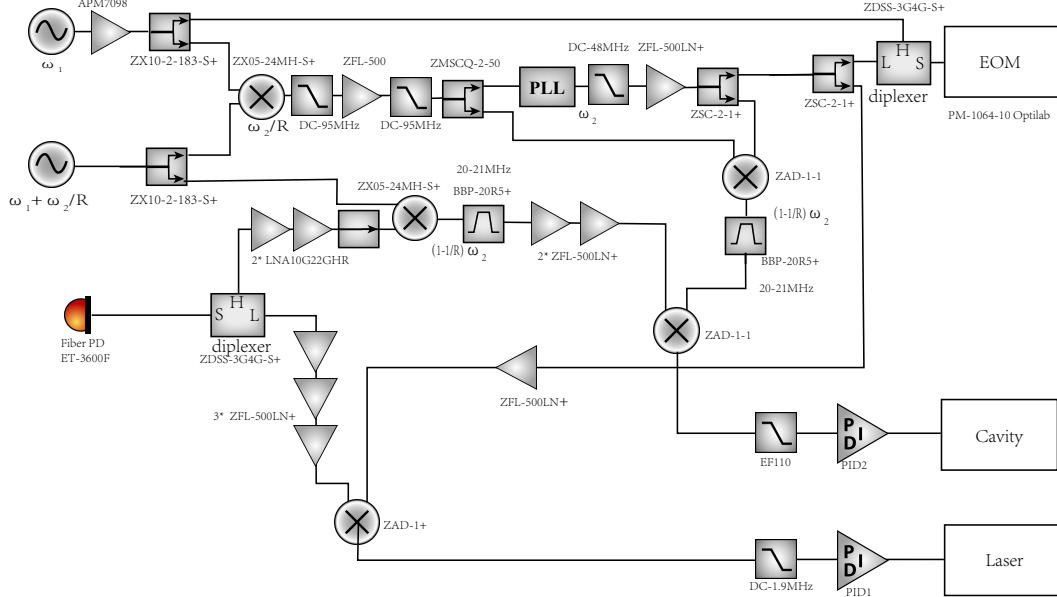 APM7098
ZDSS-3G4G-S+
ω₁
ZX10-2-183-S+
ZX05-24MH-S+
ZFL-500
ZMSCQ-2-50
DC-48MHz
ZFL-500LN+
H
L
S
EOM
diplexer
PM-1064-10 Optilab
PLL
ω₂
ω₂/R
DC-95MHz
DC-95MHz
ZSC-2-1+
ZSC-2-1+
ω₁+ ω₂/R
ZX10-2-183-S+
ZX05-24MH-S+
20-21MHz
BBP-20R5+
ZAD-1-1
(1-1/R) ω₂
2* LNA10G22GHR
(1-1/R) ω₂
2* ZFL-500LN+
BBP-20R5+
20-21MHz
S
H
L
diplexer
ZDSS-3G4G-S+
Fiber PD
ET-3600F
ZAD-1-1
3* ZFL-500LN+
ZFL-500LN+
EF110
P
I
D
PID2
Cavity
ZAD-1+
DC-1.9MHz
P
I
D
PID1
Laser